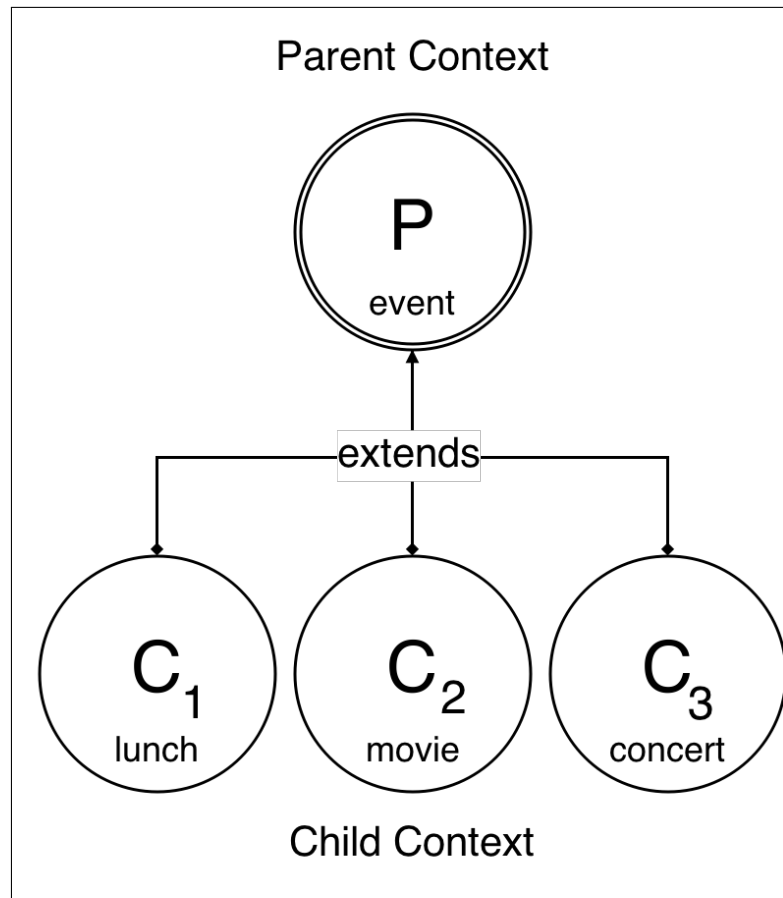 Parent Context
P
event
extends
C1 C2 C3
lunch movie concert
Child Context